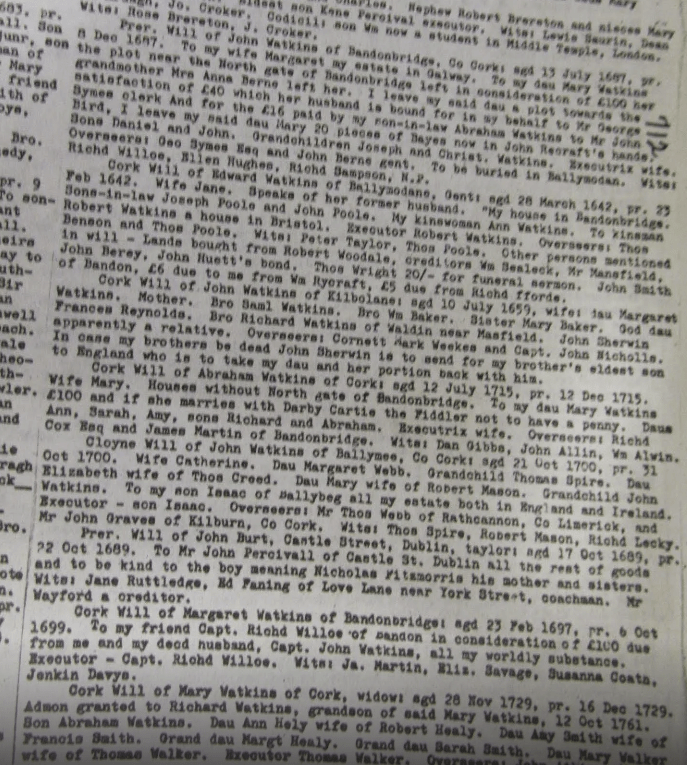 Jo. Croker. Codicil: son Wm now a student in Middle Temple, London.
Wits: Rose Brereton, J. Croker.
Prer. Will of John Watkins of Bandonbridge, Co Cork: sgd 13 July 1687, pr.
8 Dec 1687. To my wife Margaret my estate in Galway. To my dau Mary Watkins
the plot near the North gate of Bandonbridge left in consideration of £100 her
grandmother Mrs Anna Berne left her. I leave my said dau a plot towards the
satisfaction of £40 which her husband is bound for in my behalf to Mr George
Symes clerk And for the £16 paid by my son-in-law Abraham Watkins to Mr John
Bird, I leave my said dau Mary 20 pieces of Bayes now in John Recraft's hands.
Sons Daniel and John. Grandchildren Joseph and Christ. Watkins. Executrix wife.
Overseers: Geo Symes Esq and John Berne gent. To be buried in Ballymodan. Wits:
Richd Willoe, Ellen Hughes, Richd Sampson, N.P.
Cork Will of Edward Watkins of Ballymodane, Gent: sgd 28 March 1642, pr. 23
Feb 1642. Wife Jane. Speaks of her former husband. "My house in Bandonbridge.
Sons-in-law Joseph Poole and John Poole. My kinswoman Ann Watkins. To kinsman
Robert Watkins a house in Bristol. Executor Robert Watkins. Overseers: Thos
Benson and Thos Poole. Wits: Peter Taylor, Thos Poole. Other persons mentioned
in will - Lands bought from Robert Woodale, creditors Wm Sealeck, Mr Mansfield,
John Berey, John Huett's bond. Thos Wright 20/- for funeral sermon. John Smith
of Bandon, £6 due to me from Wm Rycraft, £5 due from Richd fforde.
Cork Will of John Watkins of Kilbolane: sgd 10 July 1659, wife: dau Margaret
Watkins. Mother. Bro Saml Watkins. Bro Wm Baker. Sister Mary Baker. God dau
Frances Reynolds. Bro Richard Watkins of Waldin near Masfield. John Sherwin
apparently a relative. Overseers: Cornett Mark Weekes and Capt. John Nicholls.
In case my brothers be dead John Sherwin is to send for my brother's eldest son
to England who is to take my dau and her portion back with him.
Cork Will of Abraham Watkins of Cork: sgd 12 July 1715, pr. 12 Dec 1715.
Wife Mary. Houses without North gate of Bandonbridge. To my dau Mary Watkins
£100 and if she marries with Darby Cartie the Fiddler not to have a penny. Daus
Ann, Sarah, Amy, sons Richard and Abraham. Executrix wife. Overseers: Richd
Cox Esq and James Martin of Bandonbridge. Wits: Dan Gibbs, John Allin, Wm Alwin.
Cloyne Will of John Watkins of Ballymee, Co Cork: sgd 21 Oct 1700, pr. 31
Oct 1700. Wife Catherine. Dau Margaret Webb. Grandchild Thomas Spire. Dau
Elizabeth wife of Thos Creed. Dau Mary wife of Robert Mason. Grandchild John
Watkins. To my son Isaac of Ballybeg all my estate both in England and Ireland.
Executor - son Isaac. Overseers: Mr Thos Webb of Rathcannon, Co Limerick, and
Mr John Graves of Kilburn, Co Cork. Wits: Thos Spire, Robert Mason, Richd Lecky.
Prer. Will of John Burt, Castle Street, Dublin, taylor: sgd 17 Oct 1689, pr.
22 Oct 1689. To Mr John Percivall of Castle St. Dublin all the rest of goods
and to be kind to the boy meaning Nicholas Fitzmorris his mother and sisters.
Wits: Jane Ruttledge, Ed Faning of Love Lane near York Street, coachman. Mr
Wayford a creditor.
Cork Will of Margaret Watkins of Bandonbridge: sgd 23 Feb 1697, pr. 6 Oct
1699. To my friend Capt. Richd Willoe of Bandon in consideration of £100 due
from me and my decd husband, Capt. John Watkins, all my worldly substance.
Executor - Capt. Richd Willoe. Wits: Ja. Martin, Eliz. Savage, Susanna Coats,
Jenkin Davys.
Cork Will of Mary Watkins of Cork, widow: sgd 28 Nov 1729, pr. 16 Dec 1729.
Admon granted to Richard Watkins, grandson of said Mary Watkins, 12 Oct 1761.
Son Abraham Watkins. Dau Ann Hely wife of Robert Healy. Dau Amy Smith wife of
Francis Smith. Grand dau Margt Healy. Grand dau Sarah Smith. Dau Mary Walker
wife of Thomas Walker. Executor Thomas Walker.